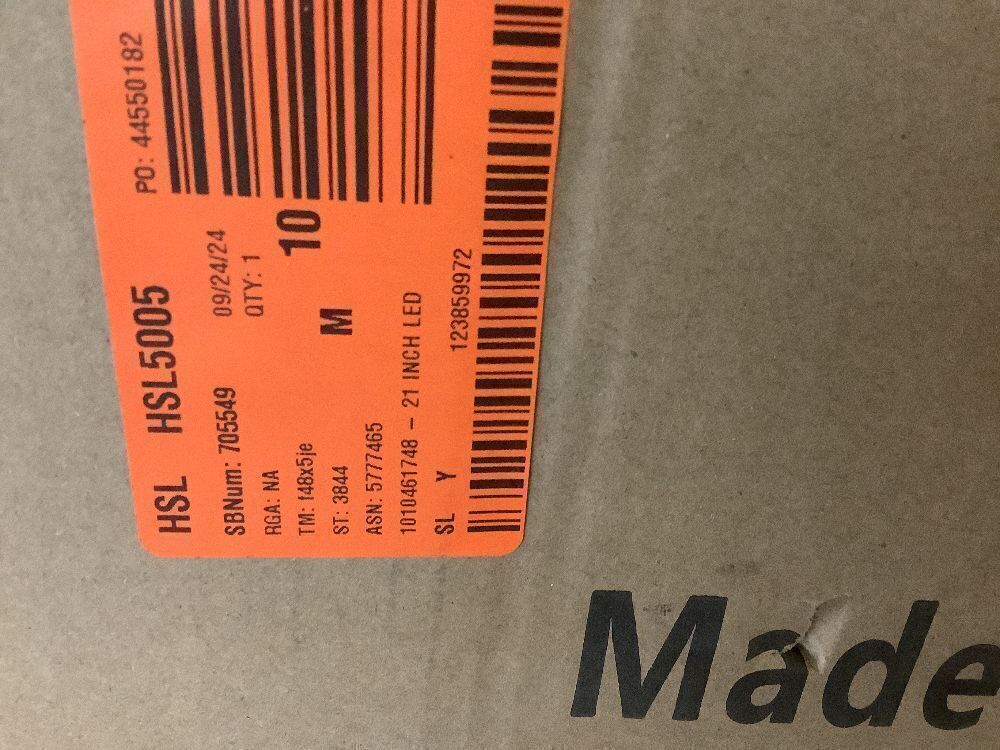 HSL HSL5005 PO: 44550182
SBNum: 705549 09/24/24
RGA: NA QTY: 1
TM: t48x5je 10
ST: 3844 M
ASN: 5777465
1010461748 – 21 INCH LED
SL Y 123859972
Made